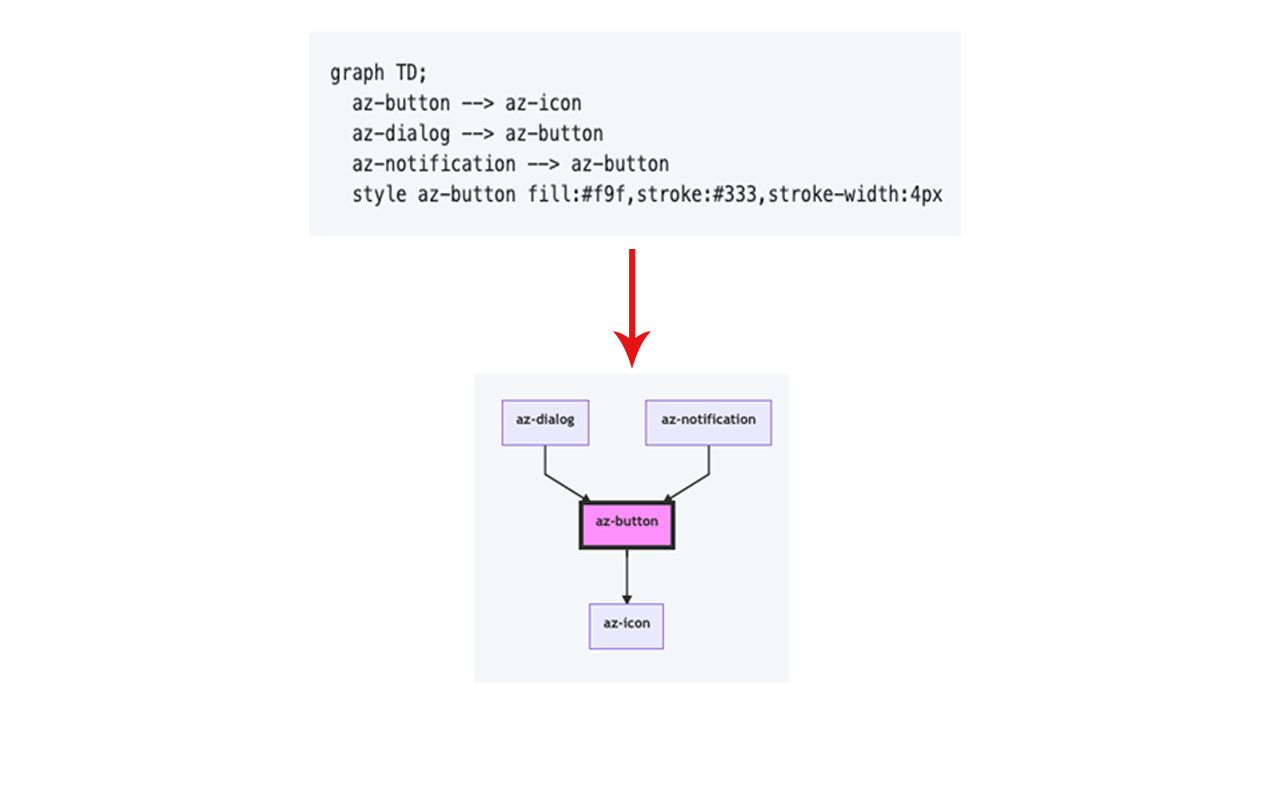 graph TD;
az-button --> az-icon
az-dialog --> az-button
az-notification --> az-button
style az-button fill:#f9f,stroke:#333,stroke-width:4px
az-dialog az-notification
az-button
az-icon